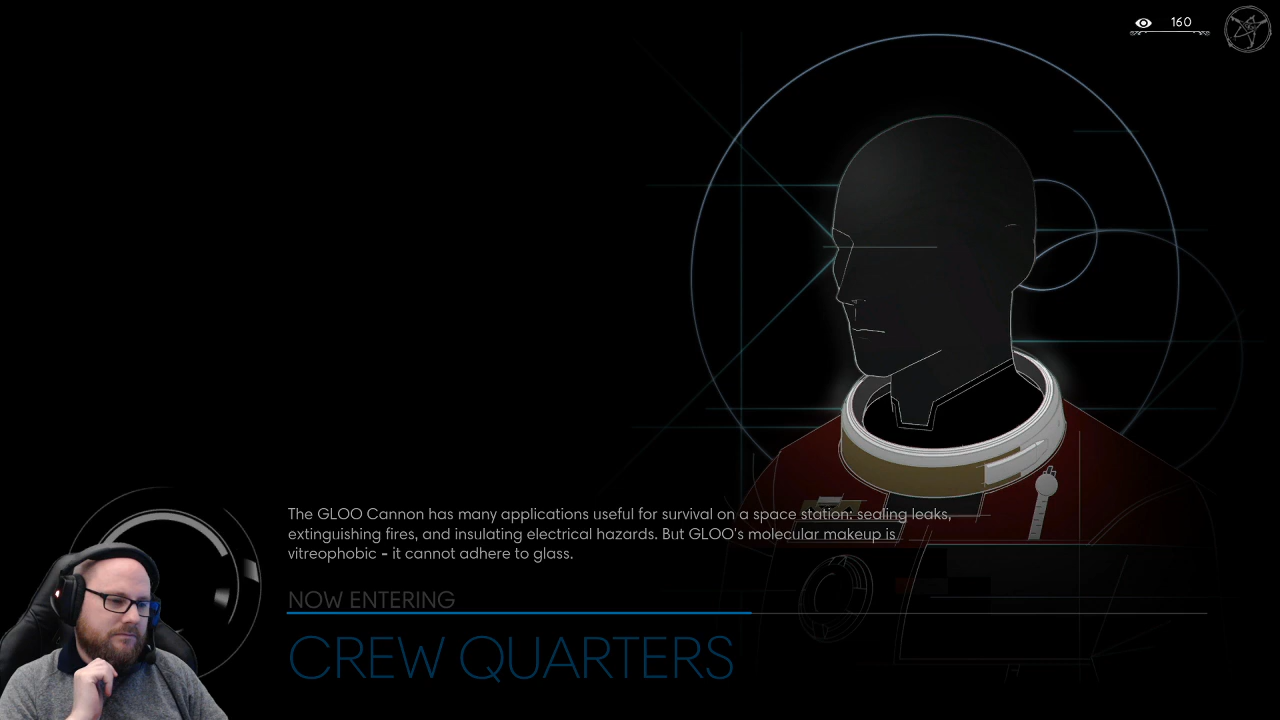 160
The GLOO Cannon has many applications useful for survival on a space station: sealing leaks,
extinguishing fires, and insulating electrical hazards. But GLOO's molecular makeup is
vitreophobic - it cannot adhere to glass.
NOW ENTERING
CREW QUARTERS